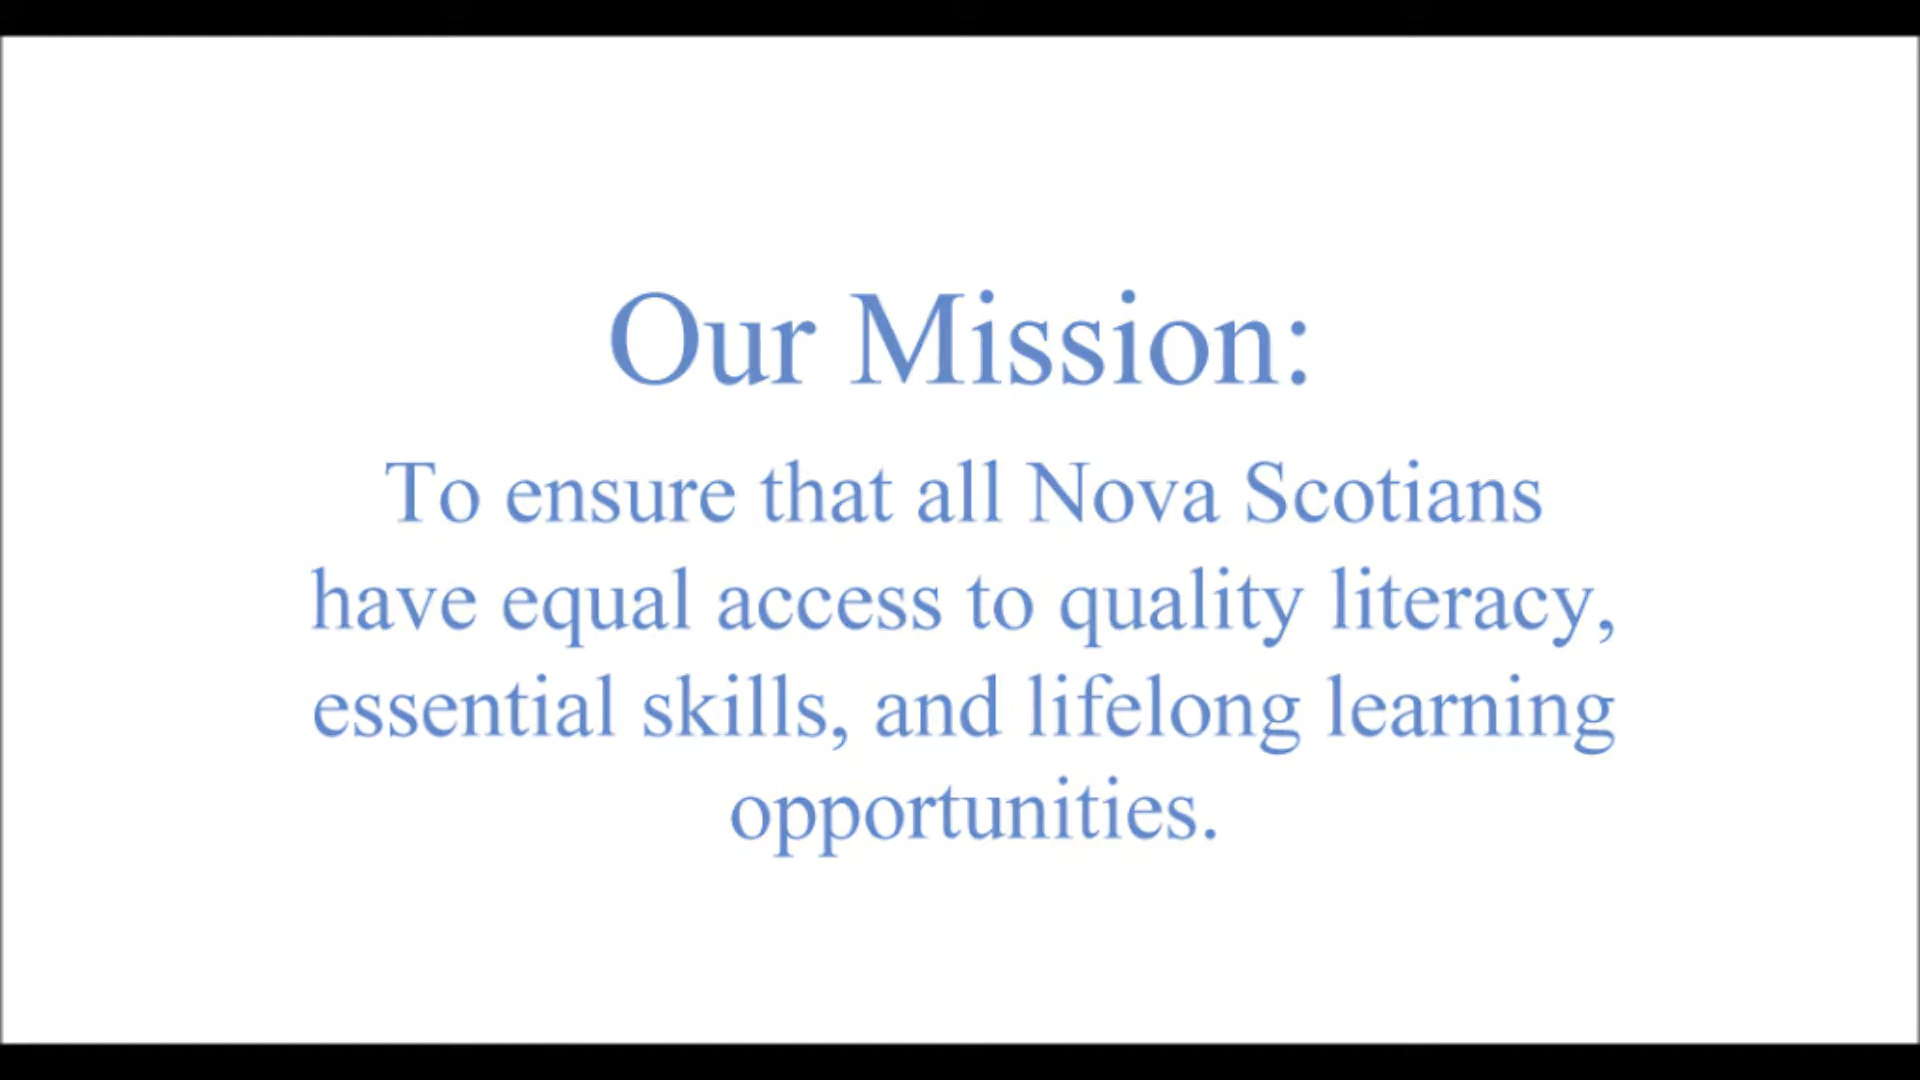 Our Mission:
To ensure that all Nova Scotians
have equal access to quality literacy,
essential skills, and lifelong learning
opportunities.